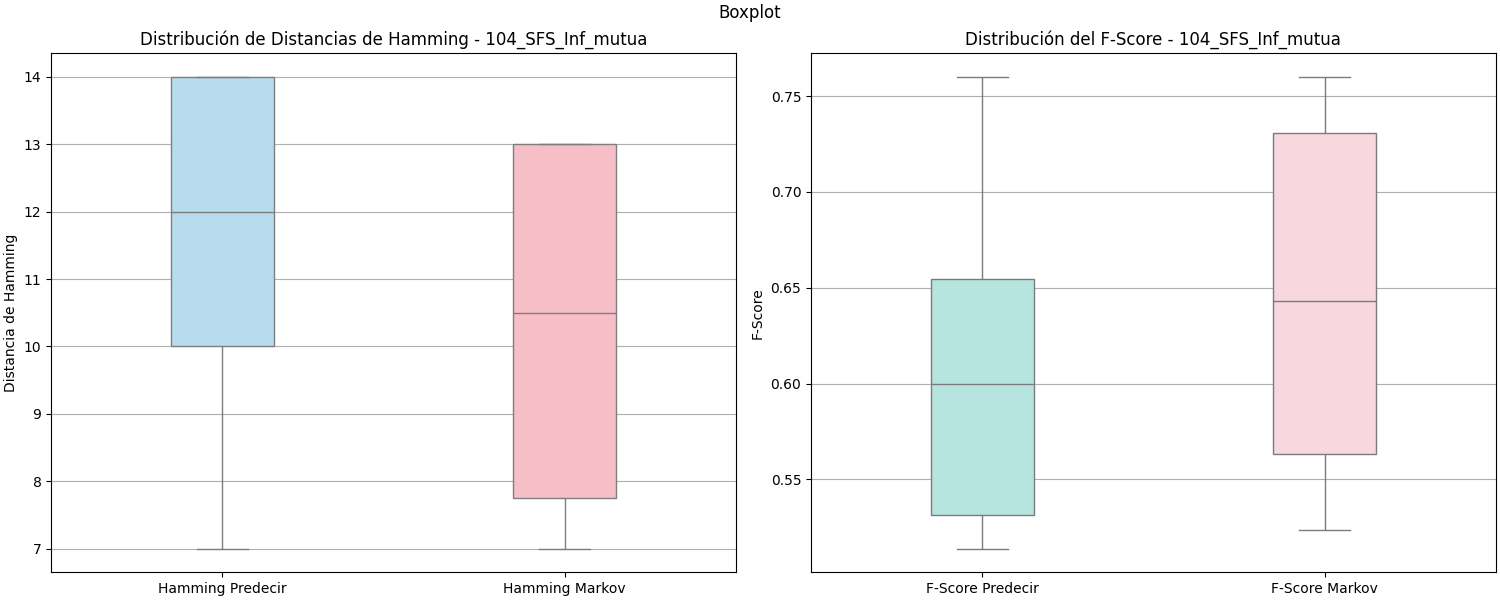 Boxplot
Distribución de Distancias de Hamming - 104_SFS_Inf_mutua
Distancia de Hamming
14
13
12
11
10
9
8
7
Hamming Predecir
Hamming Markov
Distribución del F-Score - 104_SFS_Inf_mutua
F-Score
0.75
0.70
0.65
0.60
0.55
F-Score Predecir
F-Score Markov